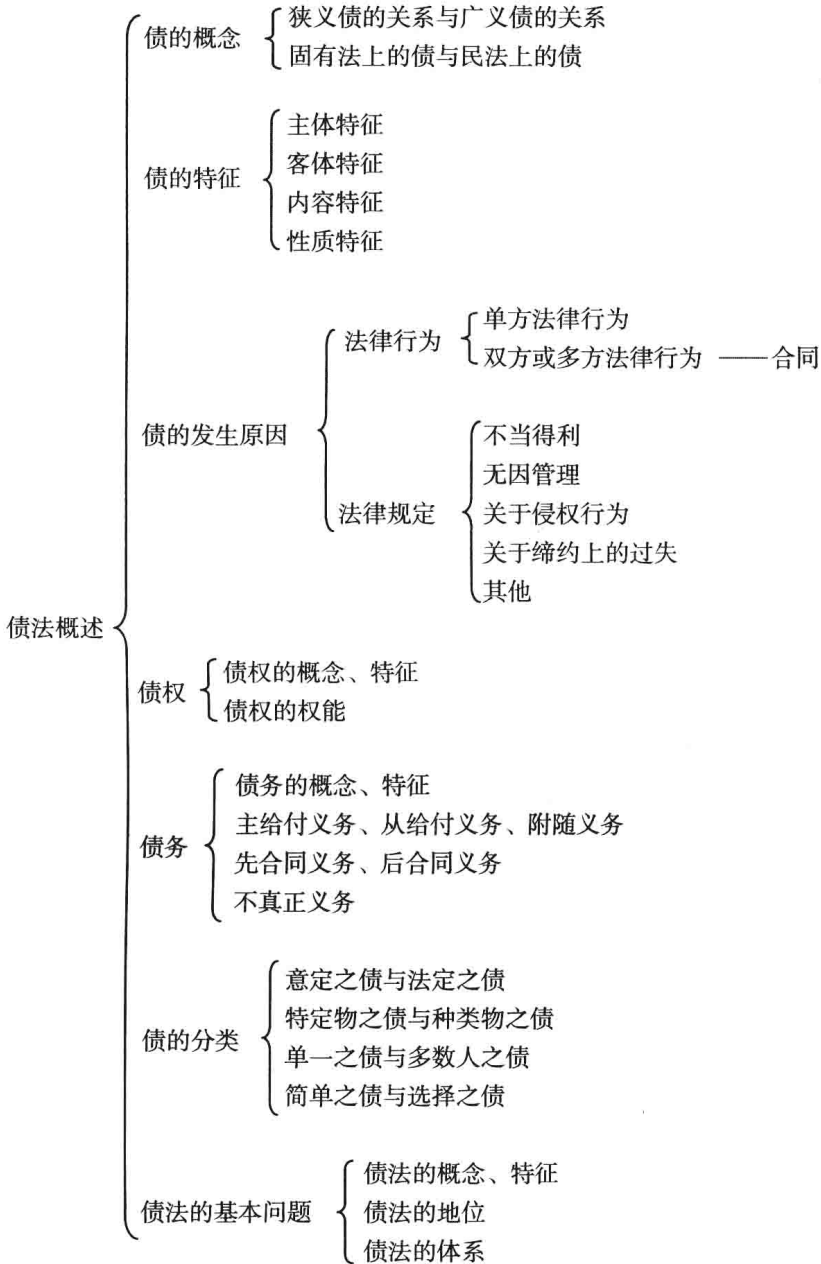 债法概述
债的概念
狭义债的关系与广义债的关系
固有法上的债与民法上的债
债的特征
主体特征
客体特征
内容特征
性质特征
债的发生原因
法律行为
单方法律行为
双方或多方法律行为 —— 合同
法律规定
不当得利
无因管理
关于侵权行为
关于缔约上的过失
其他
债权
债权的概念、特征
债权的权能
债务
债务的概念、特征
主给付义务、从给付义务、附随义务
先合同义务、后合同义务
不真正义务
债的分类
意定之债与法定之债
特定物之债与种类物之债
单一之债与多数人之债
简单之债与选择之债
债法的基本问题
债法的概念、特征
债法的地位
债法的体系